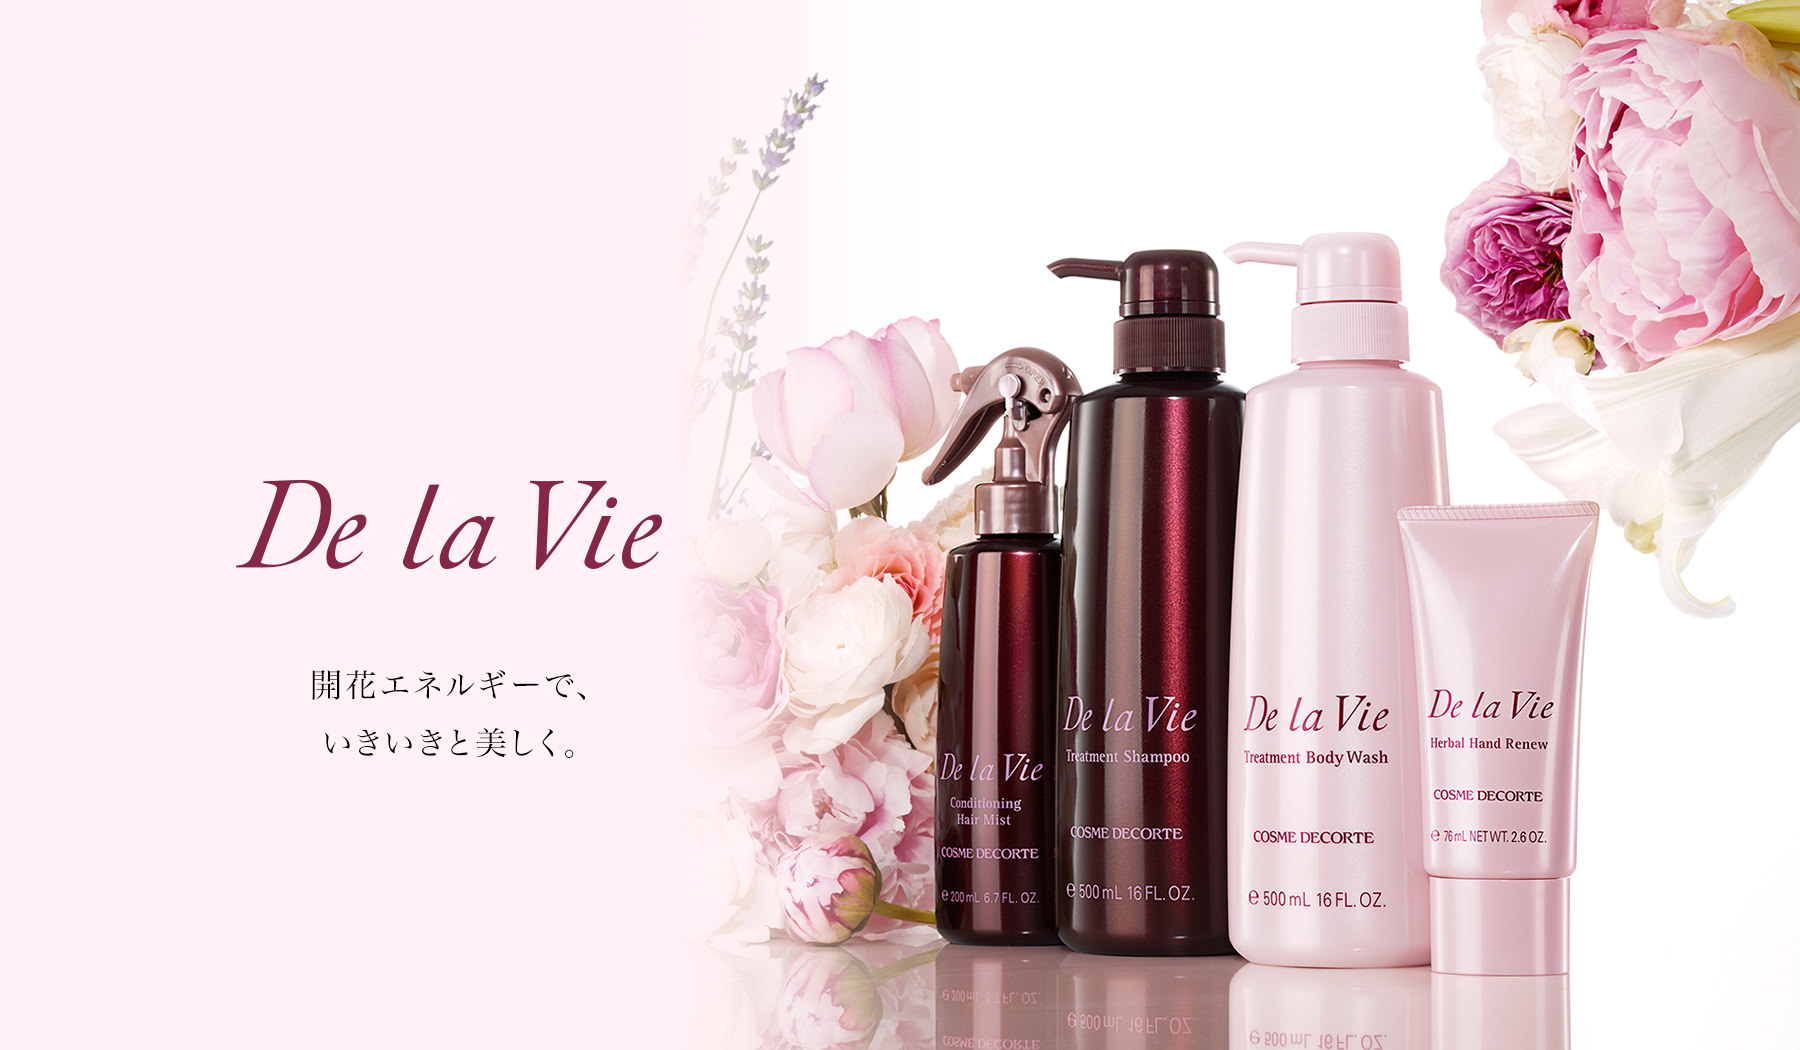 De la Vie
開花エネルギーで、
いきいきと美しく。
OPEN
De la Vie
Conditioning
Hair Mist
COSME DECORTE
℮ 200 mL 6.7 FL. OZ.
De la Vie
Treatment Shampoo
COSME DECORTE
℮ 500 mL 16 FL. OZ.
De la Vie
Treatment Body Wash
COSME DECORTE
℮ 500 mL 16 FL. OZ.
De la Vie
Herbal Hand Renew
COSME DECORTE
℮ 76 mL NET WT. 2.6 OZ.